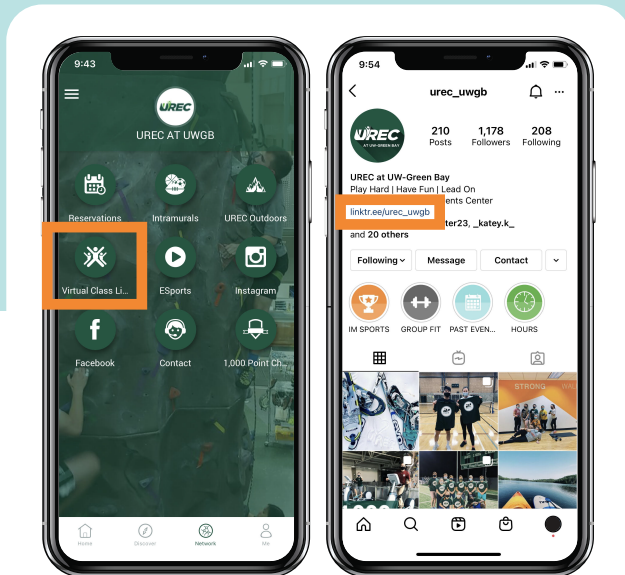 9:43
UREC
UREC AT UWGB
Reservations
Intramurals
UREC Outdoors
Virtual Class Li...
ESports
Instagram
Facebook
Contact
1,000 Point Ch...
Home
Discover
Network
Me
9:54
urec_uwgb
UREC
AT UW-GREEN BAY
210
1,178
208
Posts
Followers
Following
UREC at UW-Green Bay
Play Hard | Have Fun | Lead On
ents Center
linktr.ee/urec_uwgb
ter23, _katey.k_
and 20 others
Following
Message
Contact
IM SPORTS
GROUP FIT
PAST EVEN...
HOURS
STRONG